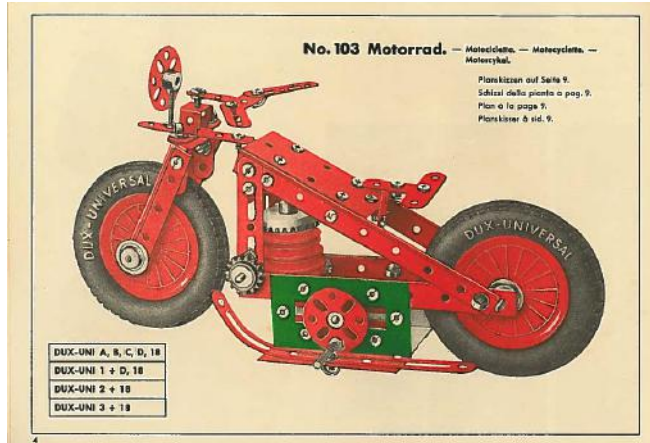 No. 103 Motorrad. — Motocicletta. — Motocyclette. —
Motorcykel.
Planskizzen auf Seite 9.
Schizzi della pianta a pag. 9.
Plan à la page 9.
Planskisser à sid. 9.
DUX-UNIVERSAL
DUX-UNIVERSAL
DUX-UNI A, B, C, D, 18
DUX-UNI 1 + D, 18
DUX-UNI 2 + 18
DUX-UNI 3 + 18